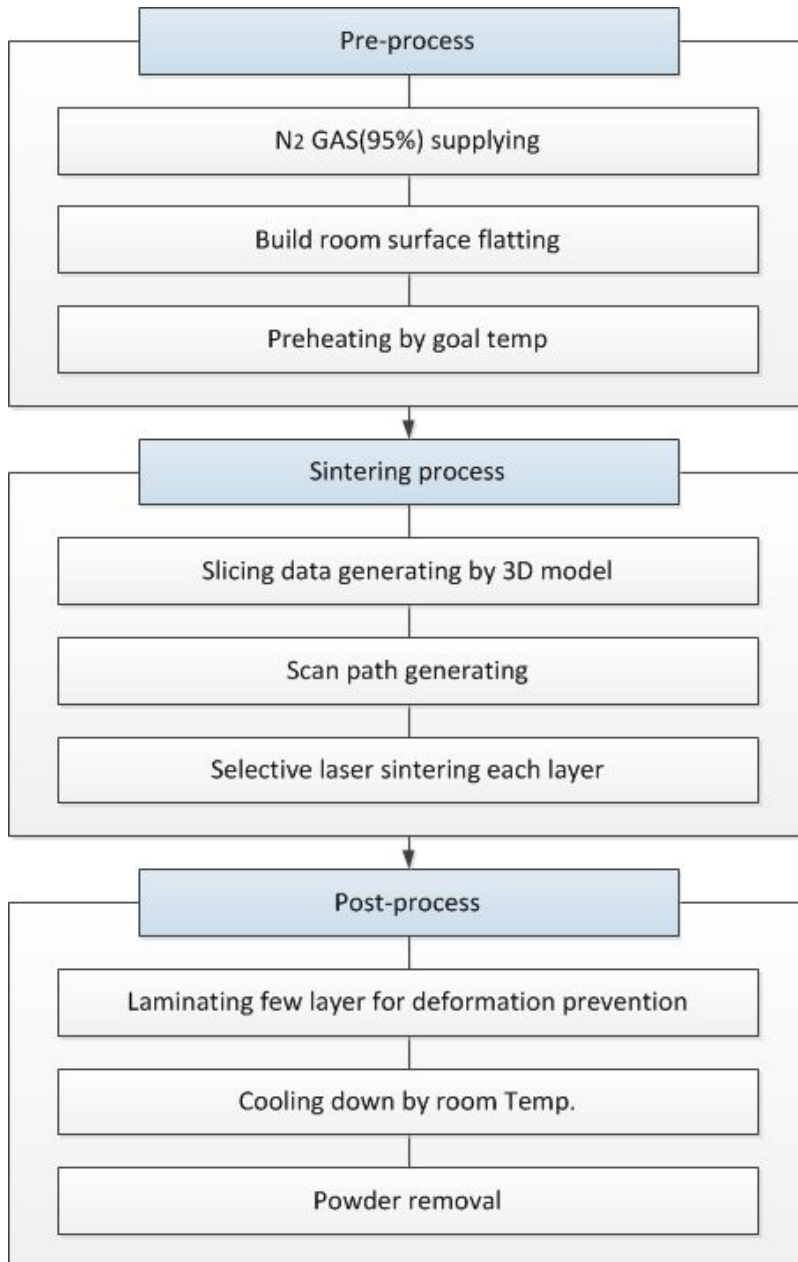 Pre-process
N2 GAS(95%) supplying
Build room surface flatting
Preheating by goal temp
Sintering process
Slicing data generating by 3D model
Scan path generating
Selective laser sintering each layer
Post-process
Laminating few layer for deformation prevention
Cooling down by room Temp.
Powder removal